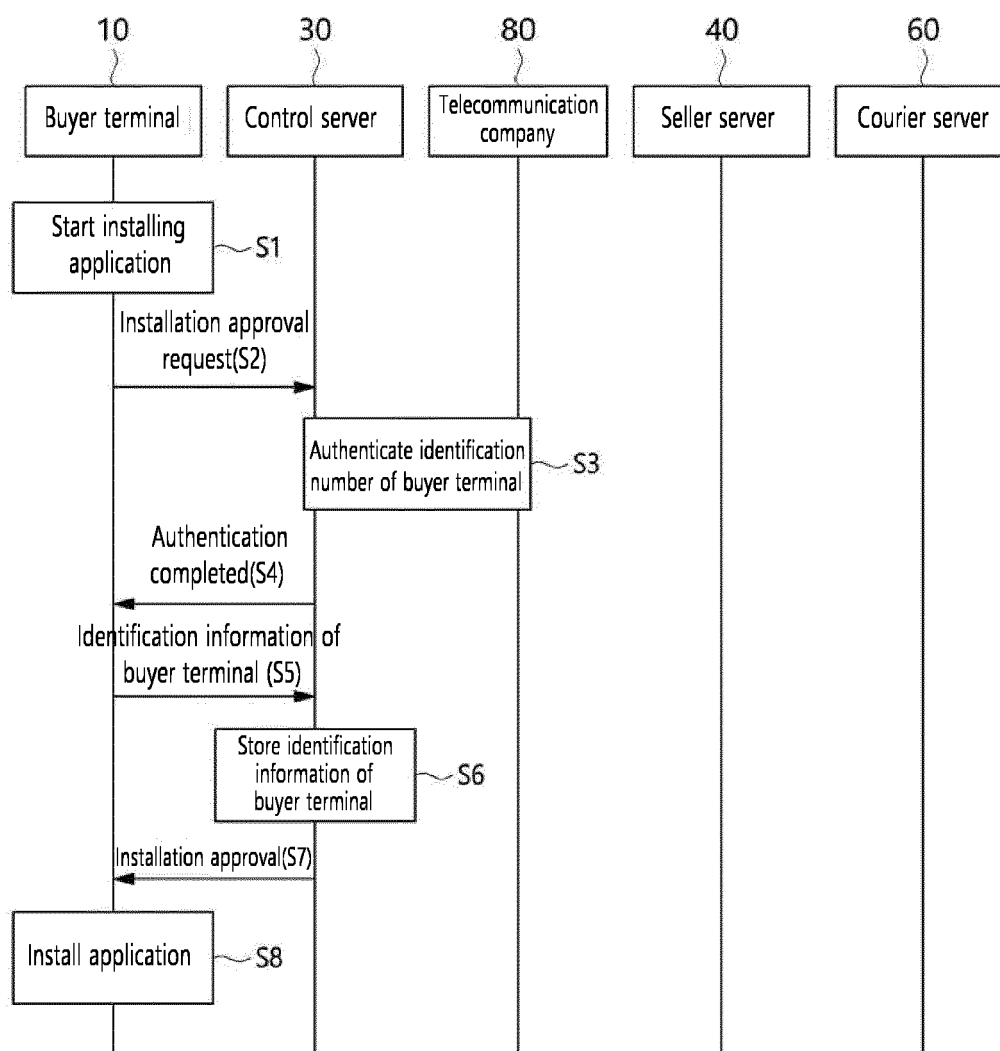 10
30
80
40
60
Buyer terminal
Control server
Telecommunication
company
Seller server
Courier server
Start installing
application
S1
Installation approval
request(S2)
Authenticate identification
number of buyer terminal
S3
Authentication
completed(S4)
Identification information of
buyer terminal (S5)
Store identification
information of
buyer terminal
S6
Installation approval(S7)
Install application
S8